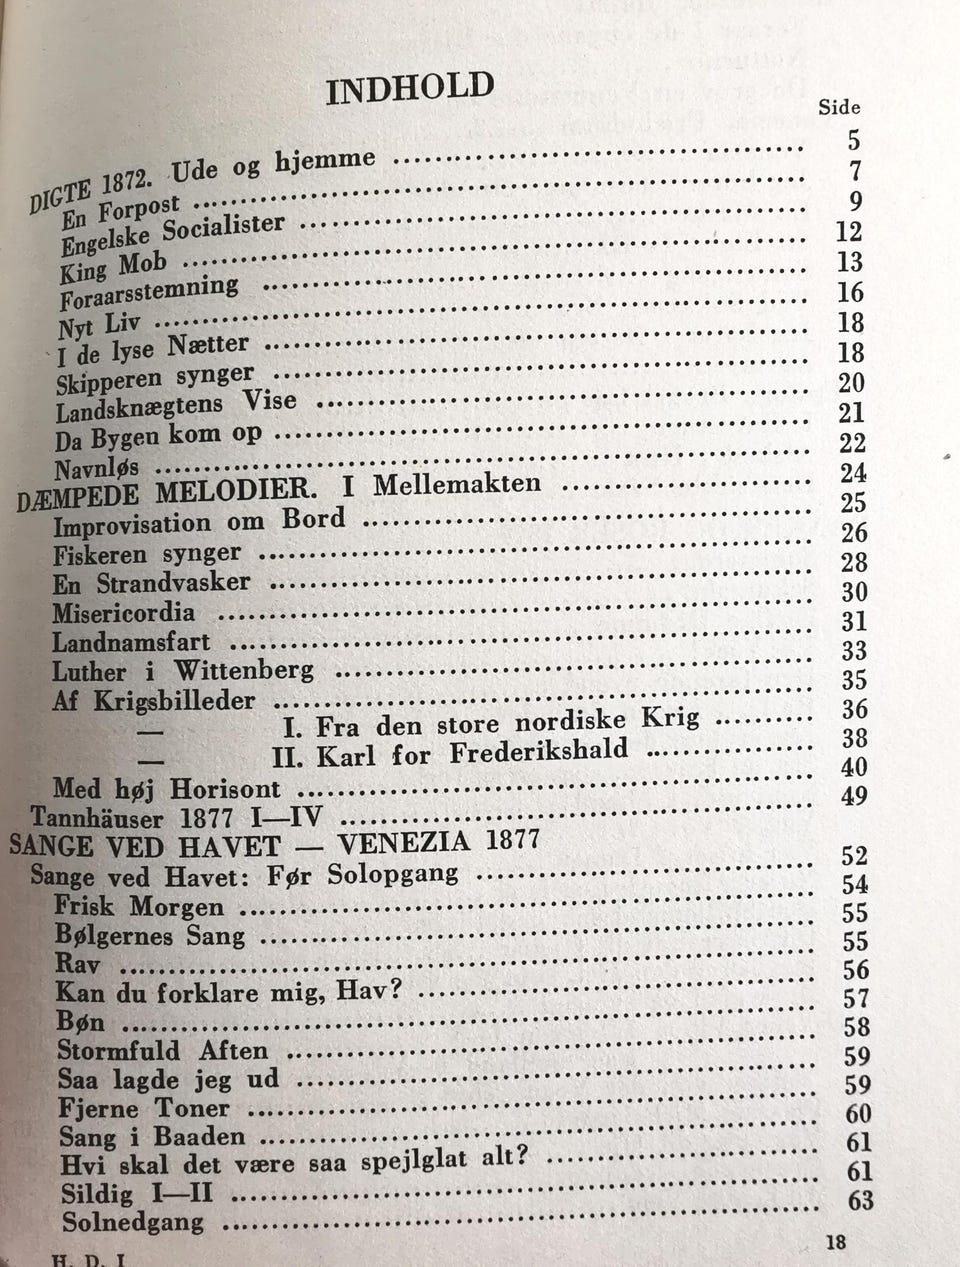 INDHOLD
Side
DIGTE 1872. Ude og hjemme ........ 5
En Forpost ........ 7
Engelske Socialister ........ 9
King Mob ........ 12
Foraarsstemning ........ 13
Nyt Liv ........ 16
I de lyse Nætter ........ 18
Skipperen synger ........ 18
Landsknægtens Vise ........ 20
Da Bygen kom op ........ 21
Navnløs ........ 22
DÆMPEDE MELODIER. I Mellemakten ........ 24
Improvisation om Bord ........ 25
Fiskeren synger ........ 26
En Strandvasker ........ 28
Misericordia ........ 30
Landnamsfart ........ 31
Luther i Wittenberg ........ 33
Af Krigsbilleder ........ 35
— I. Fra den store nordiske Krig ........ 36
— II. Karl for Frederikshald ........ 38
Med høj Horisont ........ 40
Tannhäuser 1877 I—IV ........ 49
SANGE VED HAVET — VENEZIA 1877
Sange ved Havet: Før Solopgang ........ 52
Frisk Morgen ........ 54
Bølgernes Sang ........ 55
Rav ........ 55
Kan du forklare mig, Hav? ........ 56
Bøn ........ 57
Stormfuld Aften ........ 58
Saa lagde jeg ud ........ 59
Fjerne Toner ........ 59
Sang i Baaden ........ 60
Hvi skal det være saa spejlglat alt? ........ 61
Sildig I—II ........ 61
Solnedgang ........ 63
H. D. I
18